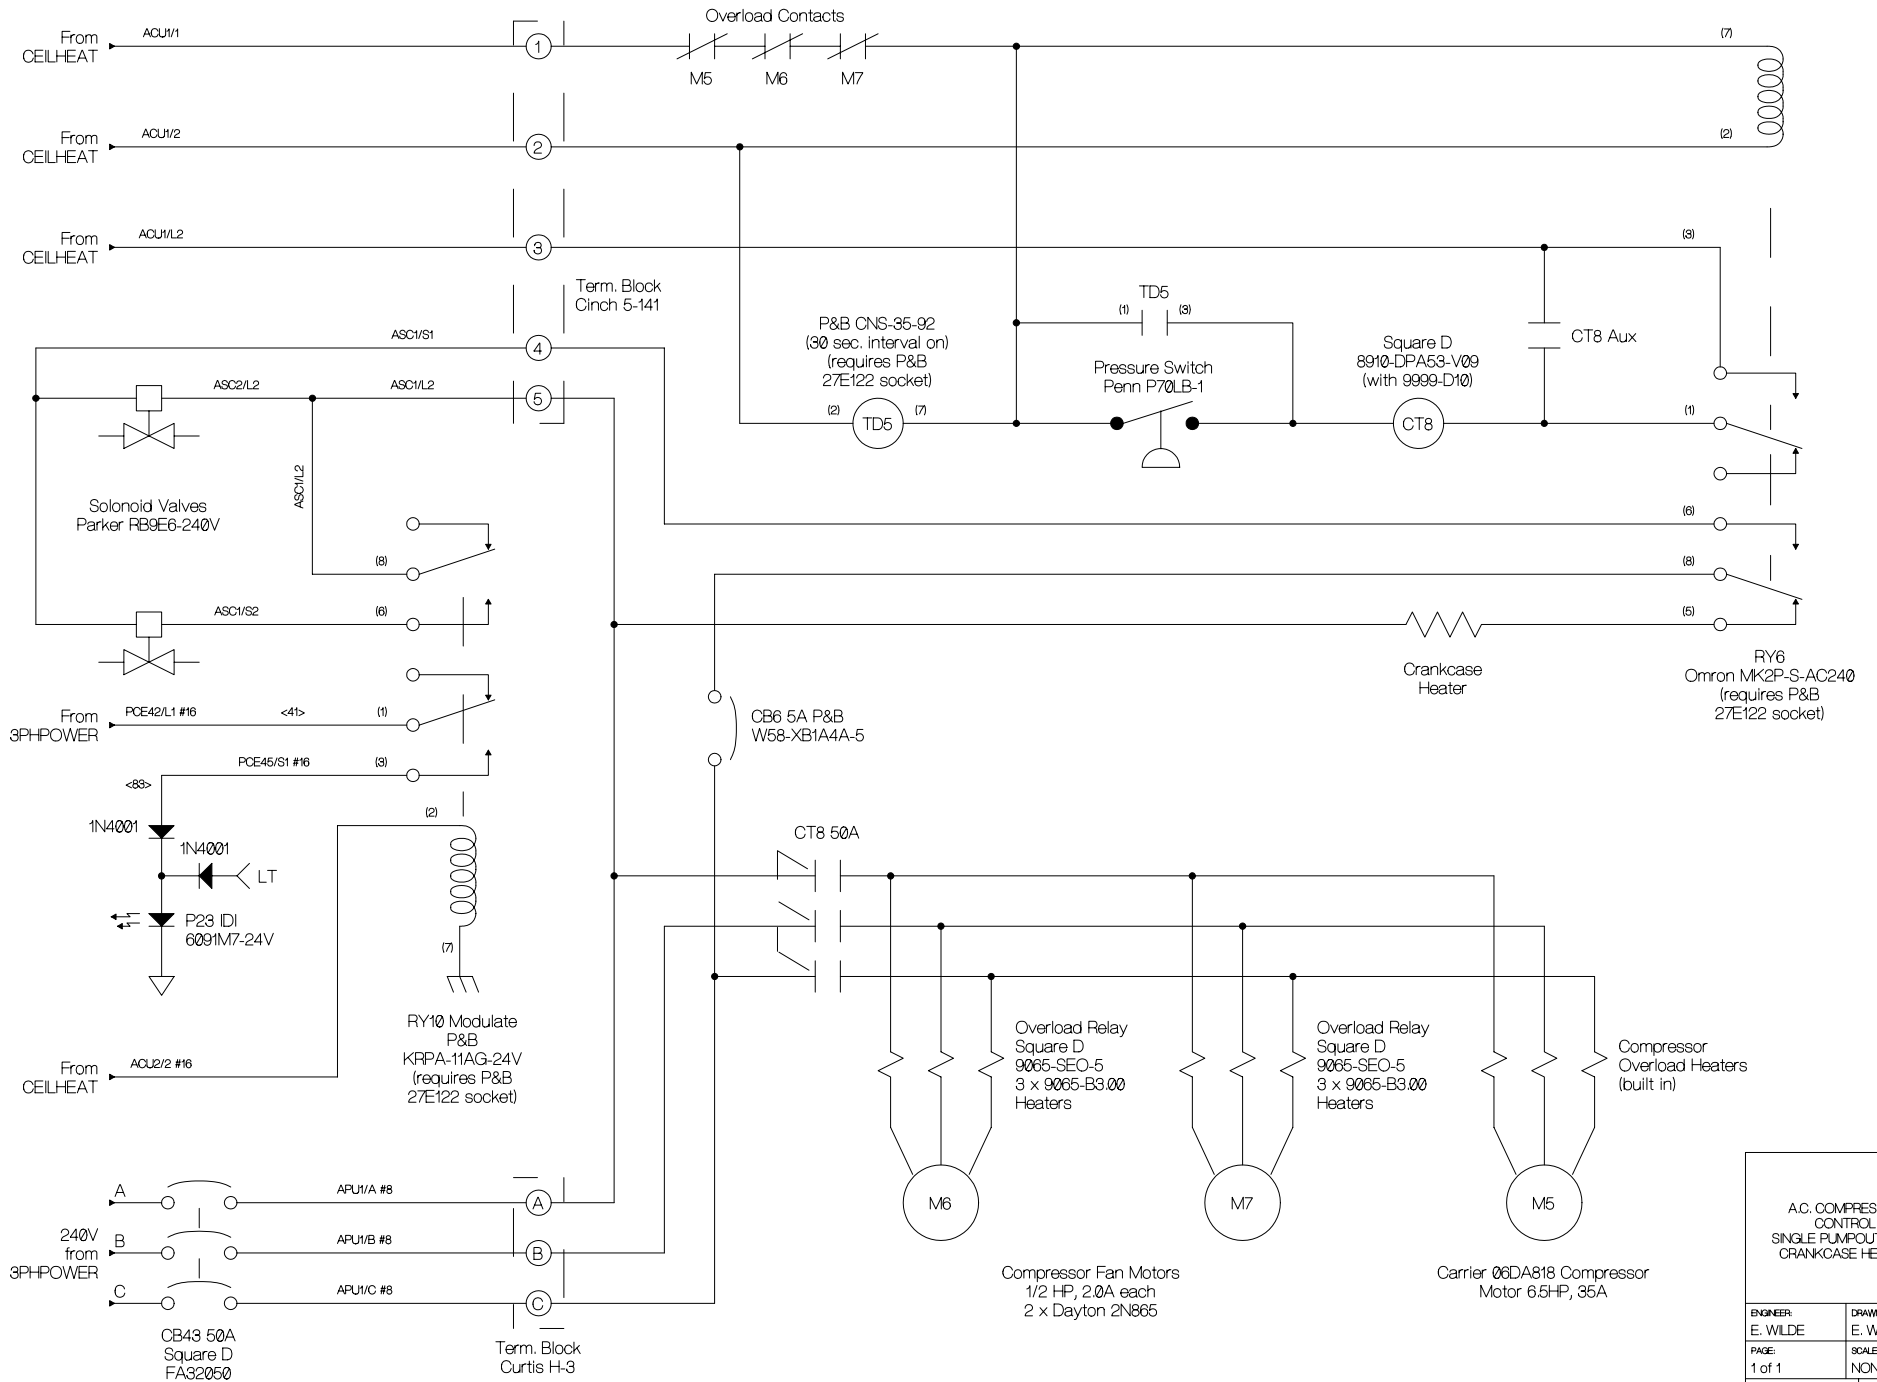 Overload Contacts
From
CEILHEAT
ACU1/1
1
M5
M6
M7
(7)
From
CEILHEAT
ACU1/2
2
(2)
From
CEILHEAT
ACU1/L2
3
(3)
Term. Block
Cinch 5-141
ASC1/S1
4
P&B CNS-35-92
(30 sec. interval on)
(requires P&B
27E122 socket)
TD5
(1)
(3)
Pressure Switch
Penn P70LB-1
Square D
8910-DPA53-V09
(with 9999-D10)
CT8 Aux
ASC2/L2
ASC1/L2
5
(2)
TD5
(7)
CT8
(1)
ASC1/L2
Solonoid Valves
Parker RB9E6-240V
(6)
(8)
(8)
ASC1/S2
(6)
(5)
Crankcase
Heater
RY6
Omron MK2P-S-AC240
(requires P&B
27E122 socket)
From
3PHPOWER
PCE42/L1 #16
<41>
(1)
CB6 5A P&B
W58-XB1A4A-5
PCE45/S1 #16
(3)
<83>
(2)
1N4001
1N4001
LT
CT8 50A
P23 IDI
6091M7-24V
(7)
RY10 Modulate
P&B
KRPA-11AG-24V
(requires P&B
27E122 socket)
From
CEILHEAT
ACU2/2 #16
Overload Relay
Square D
9065-SEO-5
3 x 9065-B3.00
Heaters
Overload Relay
Square D
9065-SEO-5
3 x 9065-B3.00
Heaters
Compressor
Overload Heaters
(built in)
A
APU1/A #8
A
M6
M7
M5
240V
from
3PHPOWER
B
APU1/B #8
B
C
APU1/C #8
C
CB43 50A
Square D
FA32050
Term. Block
Curtis H-3
Compressor Fan Motors
1/2 HP, 2.0A each
2 x Dayton 2N865
Carrier 06DA818 Compressor
Motor 6.5HP, 35A
A.C. COMPRES
CONTROL
SINGLE PUMPOUT
CRANKCASE HE
ENGINEER:
E. WILDE
DRAW
E. W
PAGE:
1 of 1
SCALE
NON